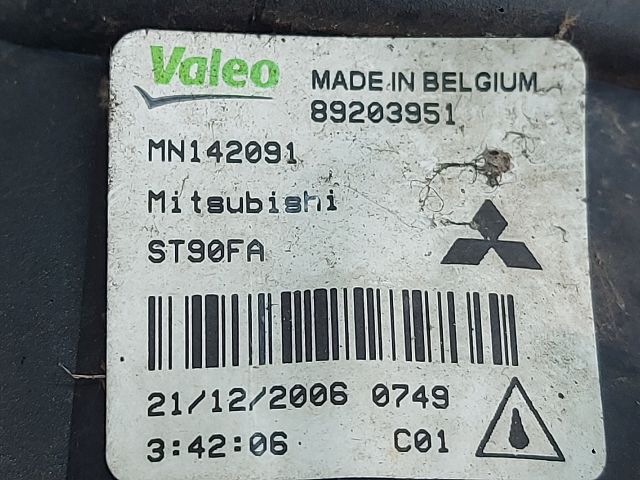 Valeo
MADE IN BELGIUM
89203951
MN142091
Mitsubishi
ST90FA
21/12/2006 0749
3:42:06 C01